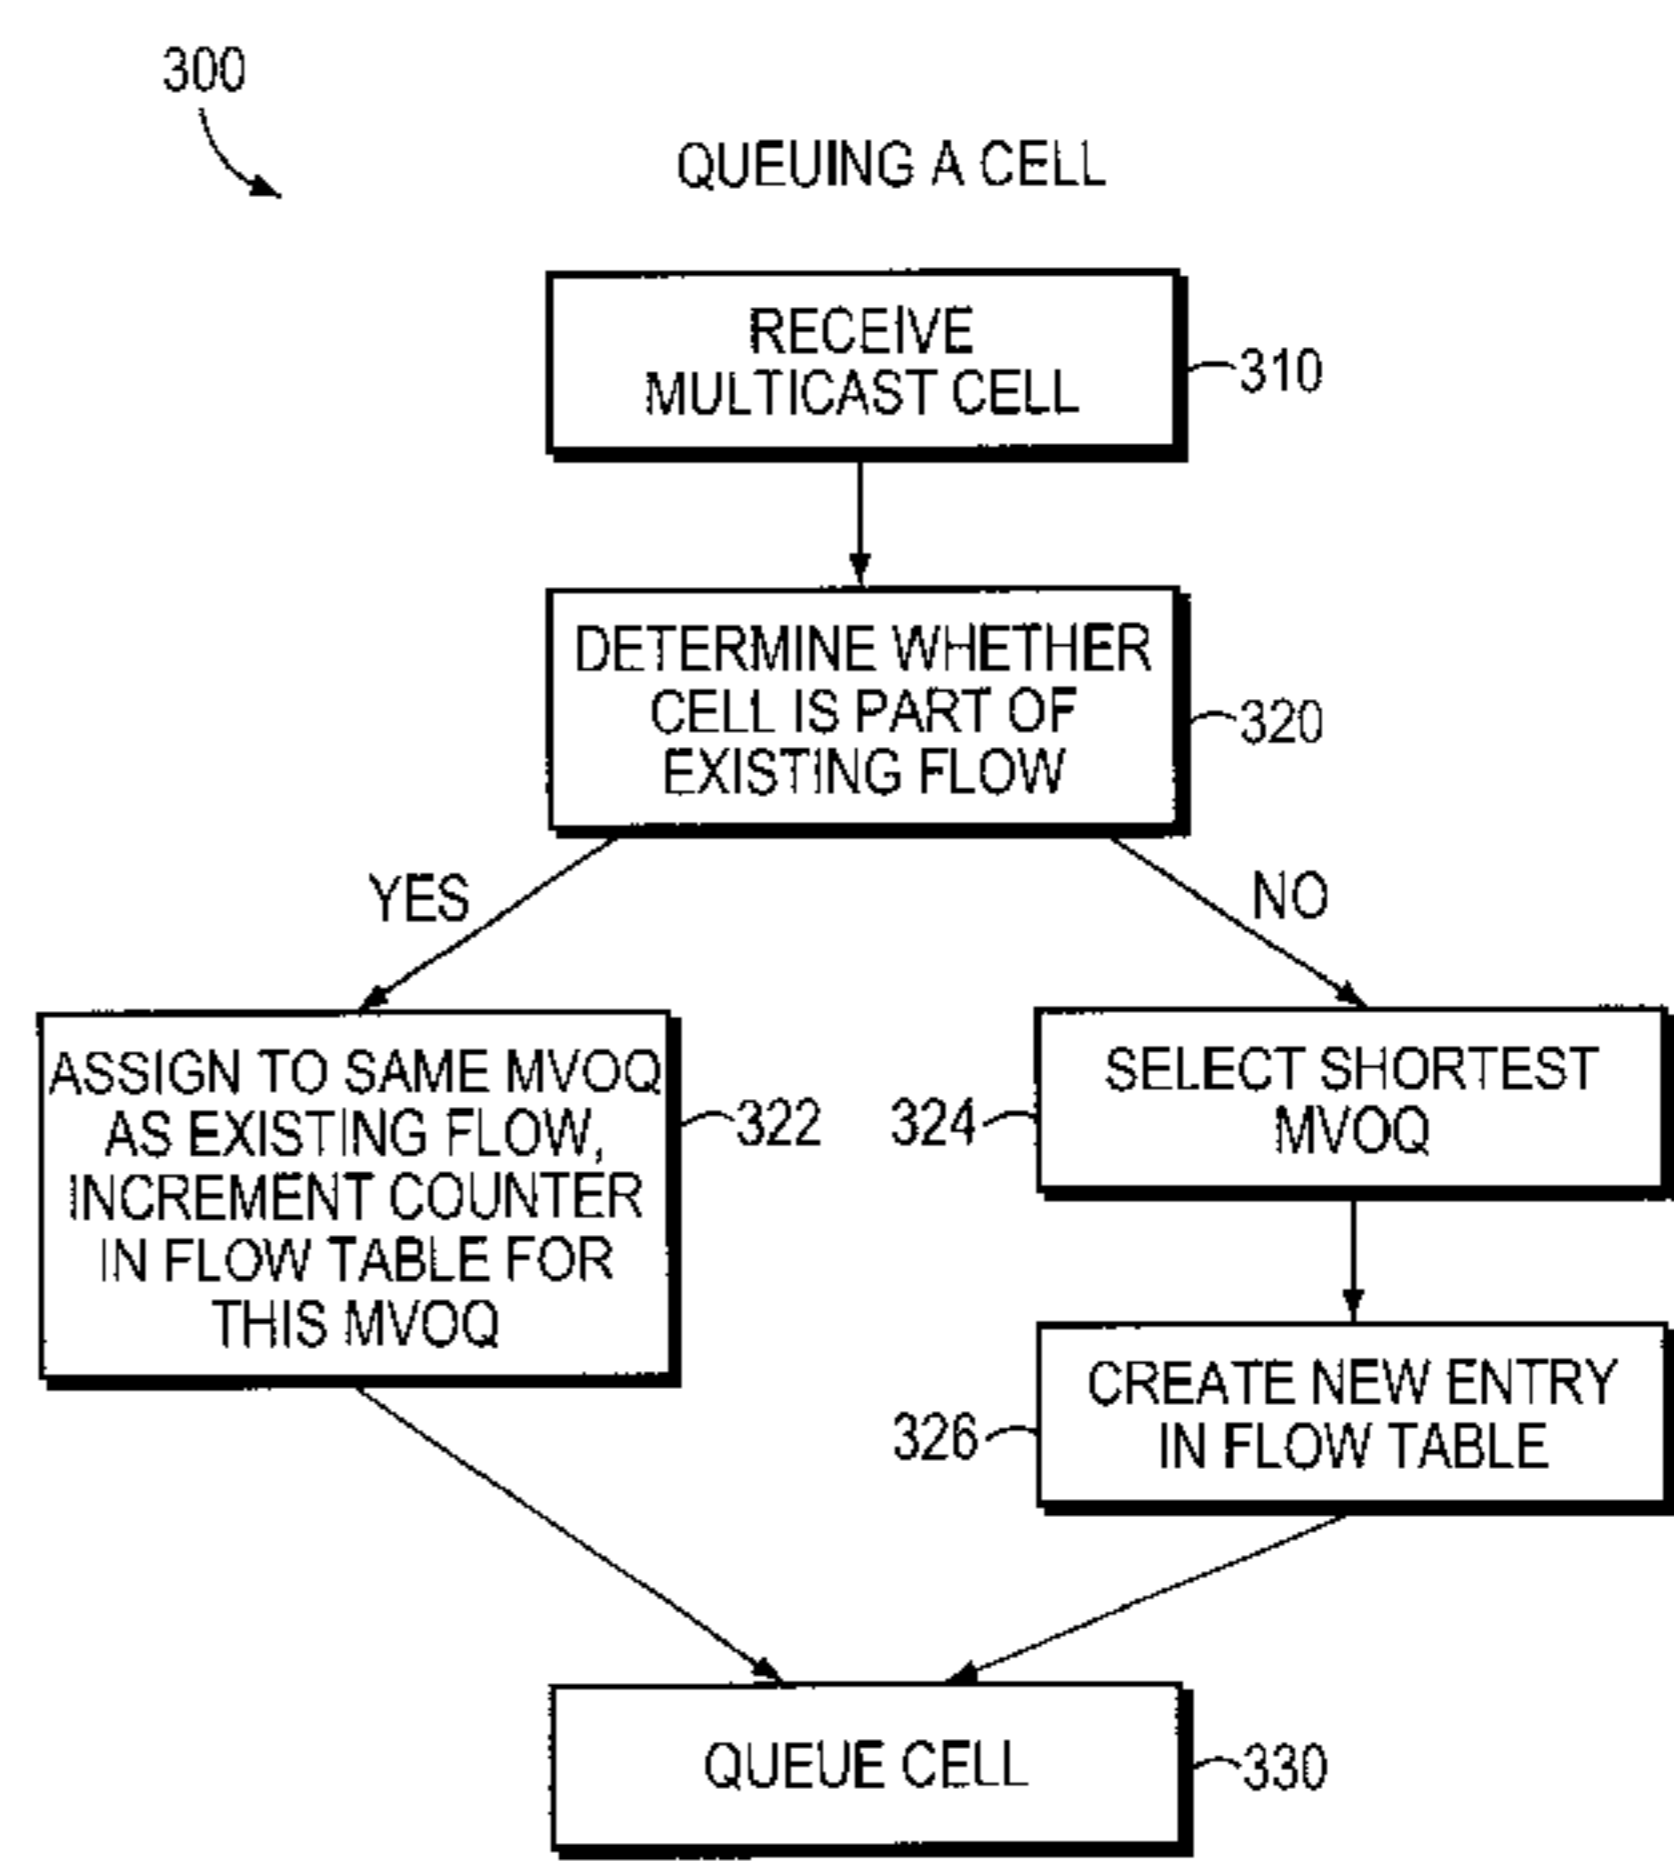 300
QUEUING A CELL
RECEIVE
MULTICAST CELL
310
DETERMINE WHETHER
CELL IS PART OF
EXISTING FLOW
320
YES
NO
ASSIGN TO SAME MVOQ
AS EXISTING FLOW,
INCREMENT COUNTER
IN FLOW TABLE FOR
THIS MVOQ
322
324
SELECT SHORTEST
MVOQ
326
CREATE NEW ENTRY
IN FLOW TABLE
QUEUE CELL
330